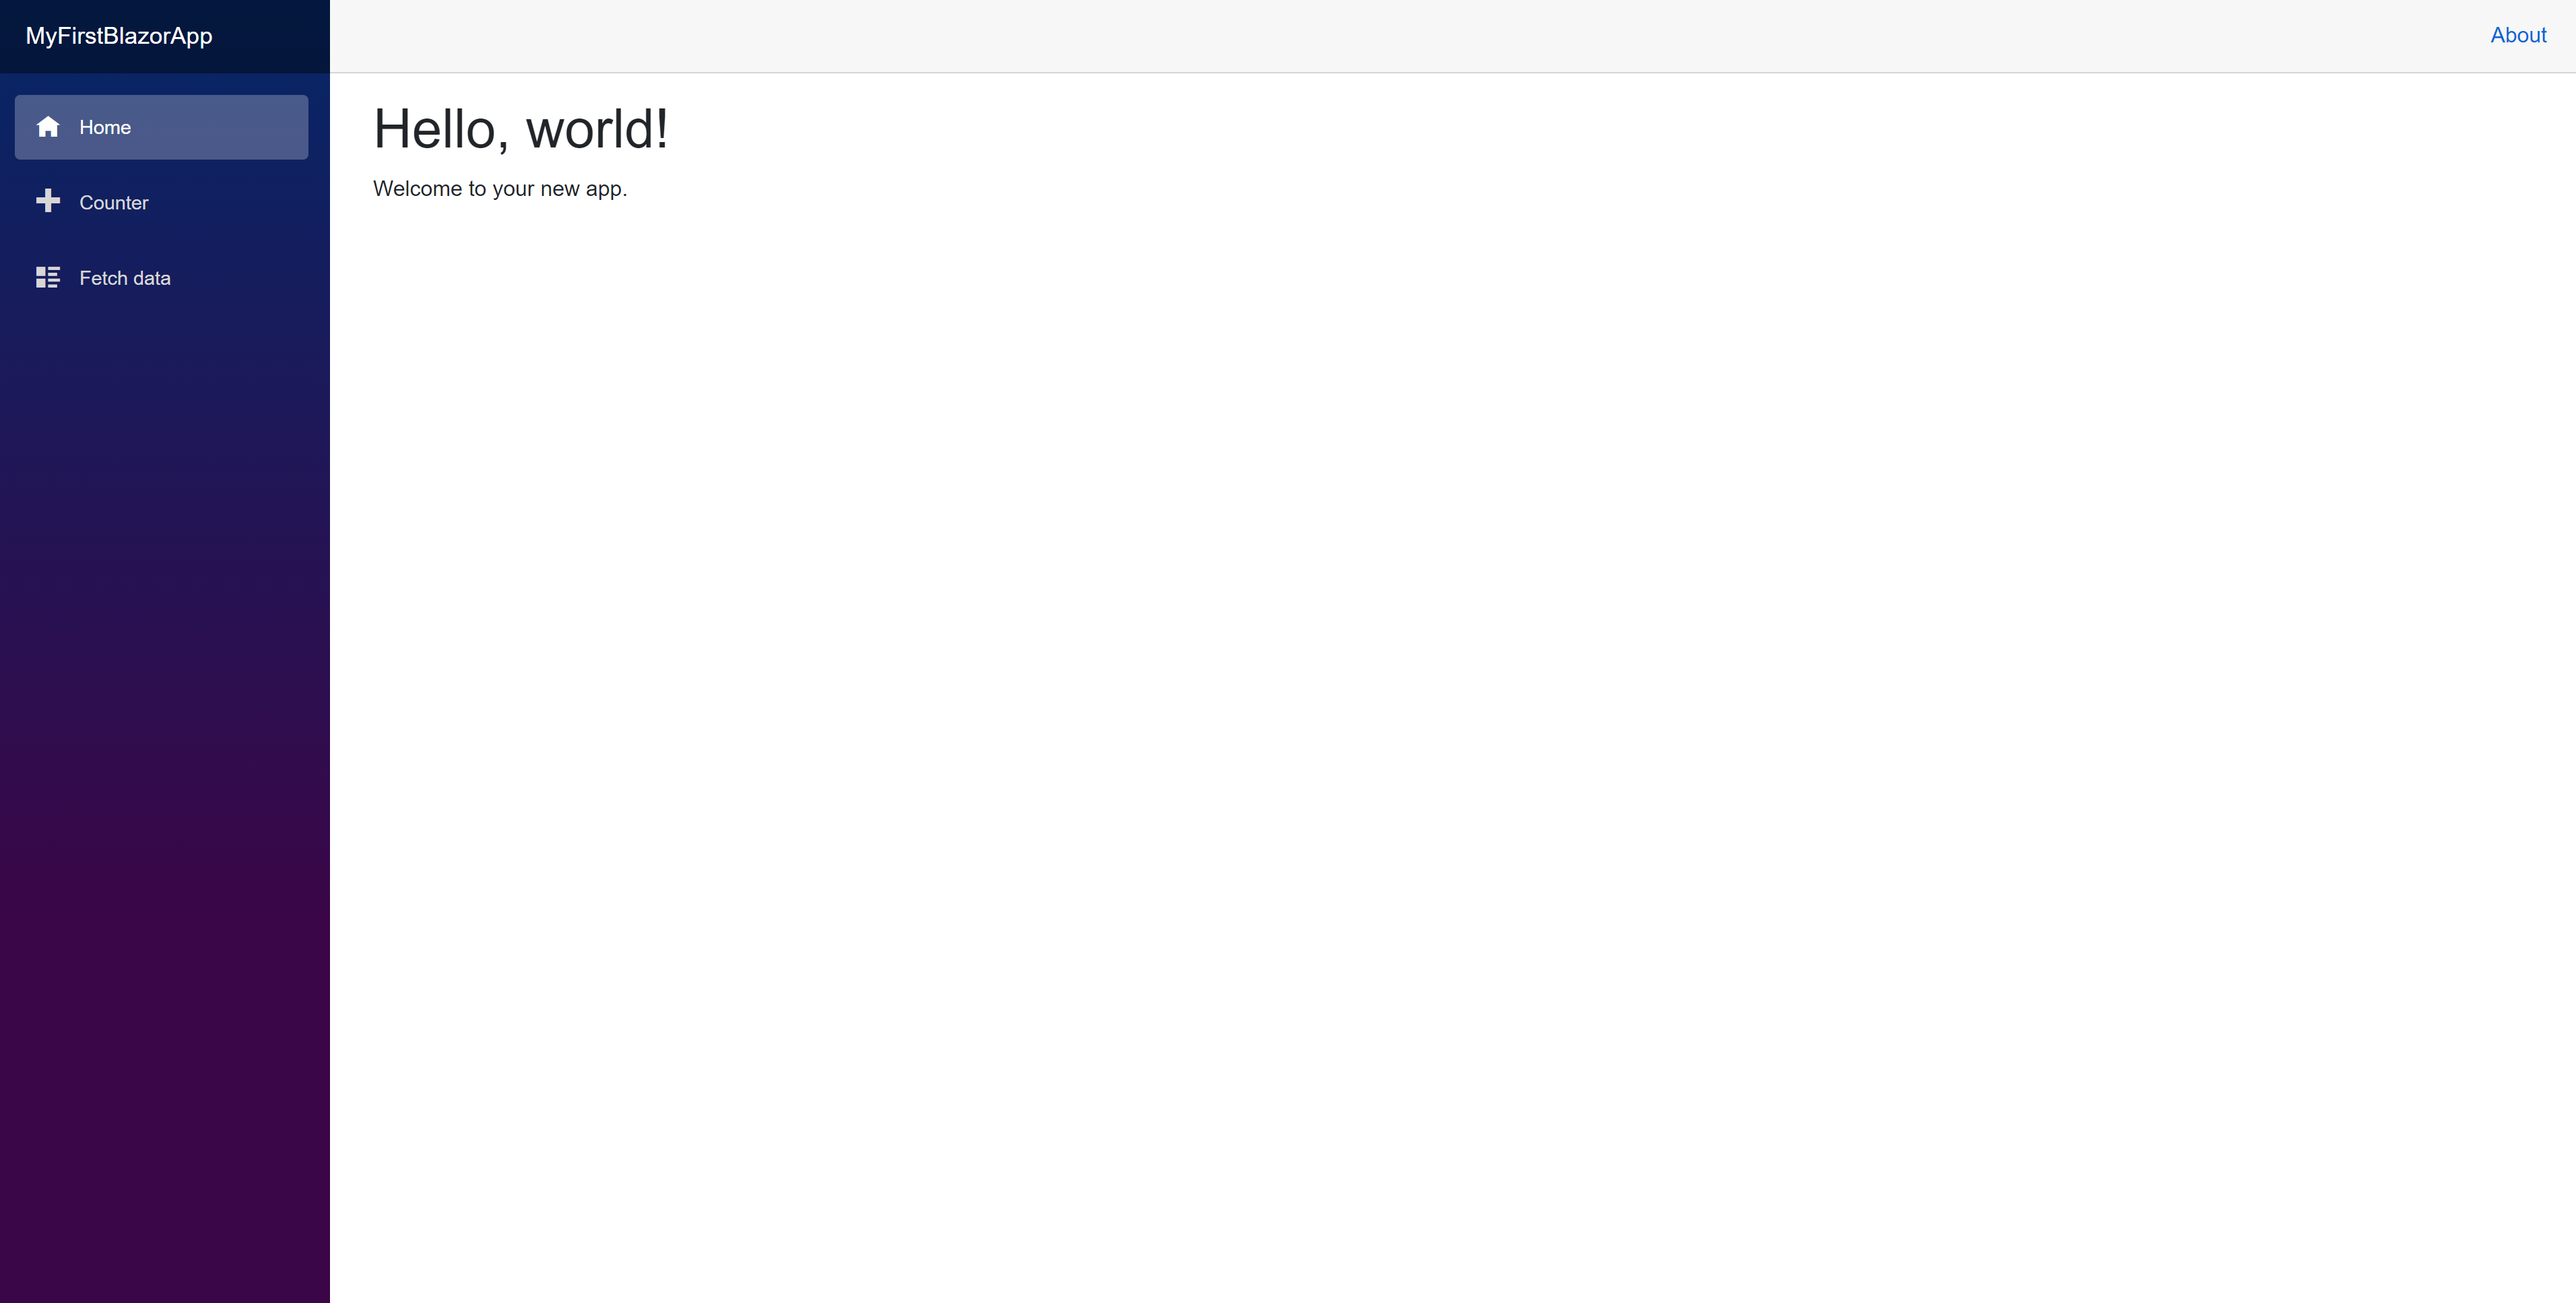 MyFirstBlazorApp
About
Home
Counter
Fetch data
Hello, world!
Welcome to your new app.